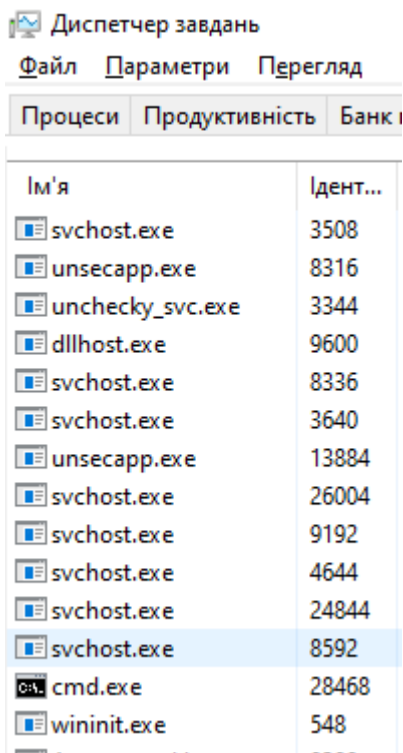 Диспетчер завдань
Файл Параметри Перегляд
Процеси Продуктивність Банк
Ім'я Ідент...
svchost.exe 3508
unsecapp.exe 8316
unchecky_svc.exe 3344
dllhost.exe 9600
svchost.exe 8336
svchost.exe 3640
unsecapp.exe 13884
svchost.exe 26004
svchost.exe 9192
svchost.exe 4644
svchost.exe 24844
svchost.exe 8592
cmd.exe 28468
wininit.exe 548